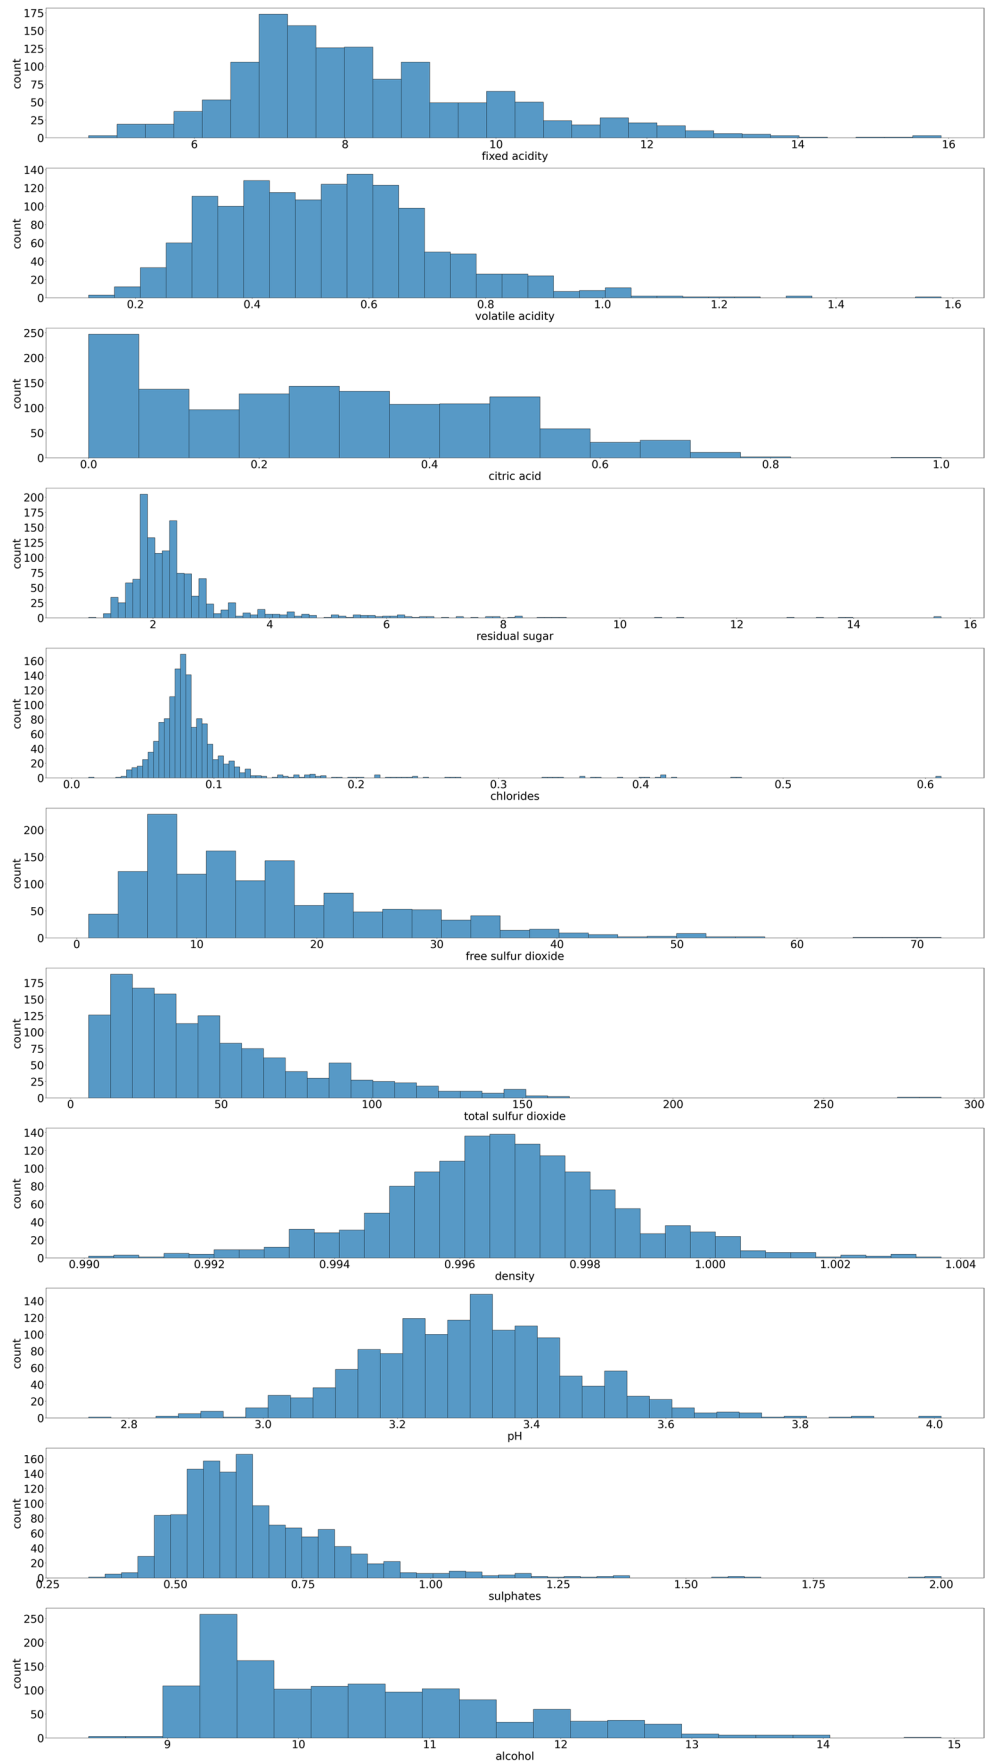 175
150
125
100
75
50
25
0
count
6 8 10 12 14 16
fixed acidity
140
120
100
80
60
40
20
0
count
0.2 0.4 0.6 0.8 1.0 1.2 1.4 1.6
volatile acidity
250
200
150
100
50
0
count
0.0 0.2 0.4 0.6 0.8 1.0
citric acid
200
175
150
125
100
75
50
25
0
count
2 4 6 8 10 12 14 16
residual sugar
160
140
120
100
80
60
40
20
0
count
0.0 0.1 0.2 0.3 0.4 0.5 0.6
chlorides
200
150
100
50
0
count
0 10 20 30 40 50 60 70
free sulfur dioxide
175
150
125
100
75
50
25
0
count
0 50 100 150 200 250 300
total sulfur dioxide
140
120
100
80
60
40
20
0
count
0.990 0.992 0.994 0.996 0.998 1.000 1.002 1.004
density
140
120
100
80
60
40
20
0
count
2.8 3.0 3.2 3.4 3.6 3.8 4.0
pH
160
140
120
100
80
60
40
20
0
count
0.25 0.50 0.75 1.00 1.25 1.50 1.75 2.00
sulphates
250
200
150
100
50
0
count
9 10 11 12 13 14 15
alcohol